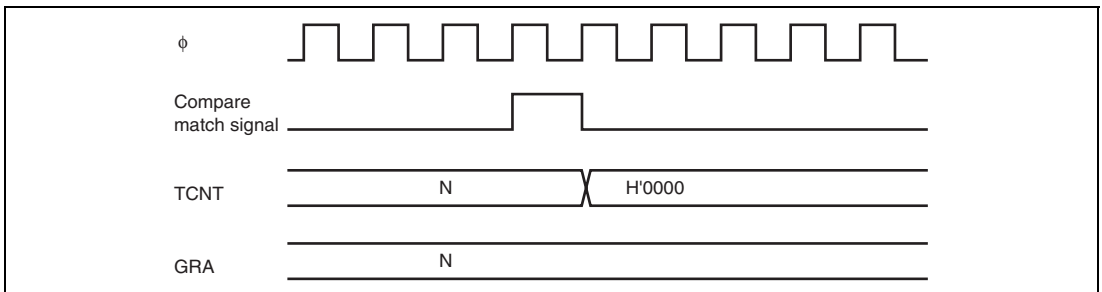 φ
Compare
match signal
TCNT N H'0000
GRA N